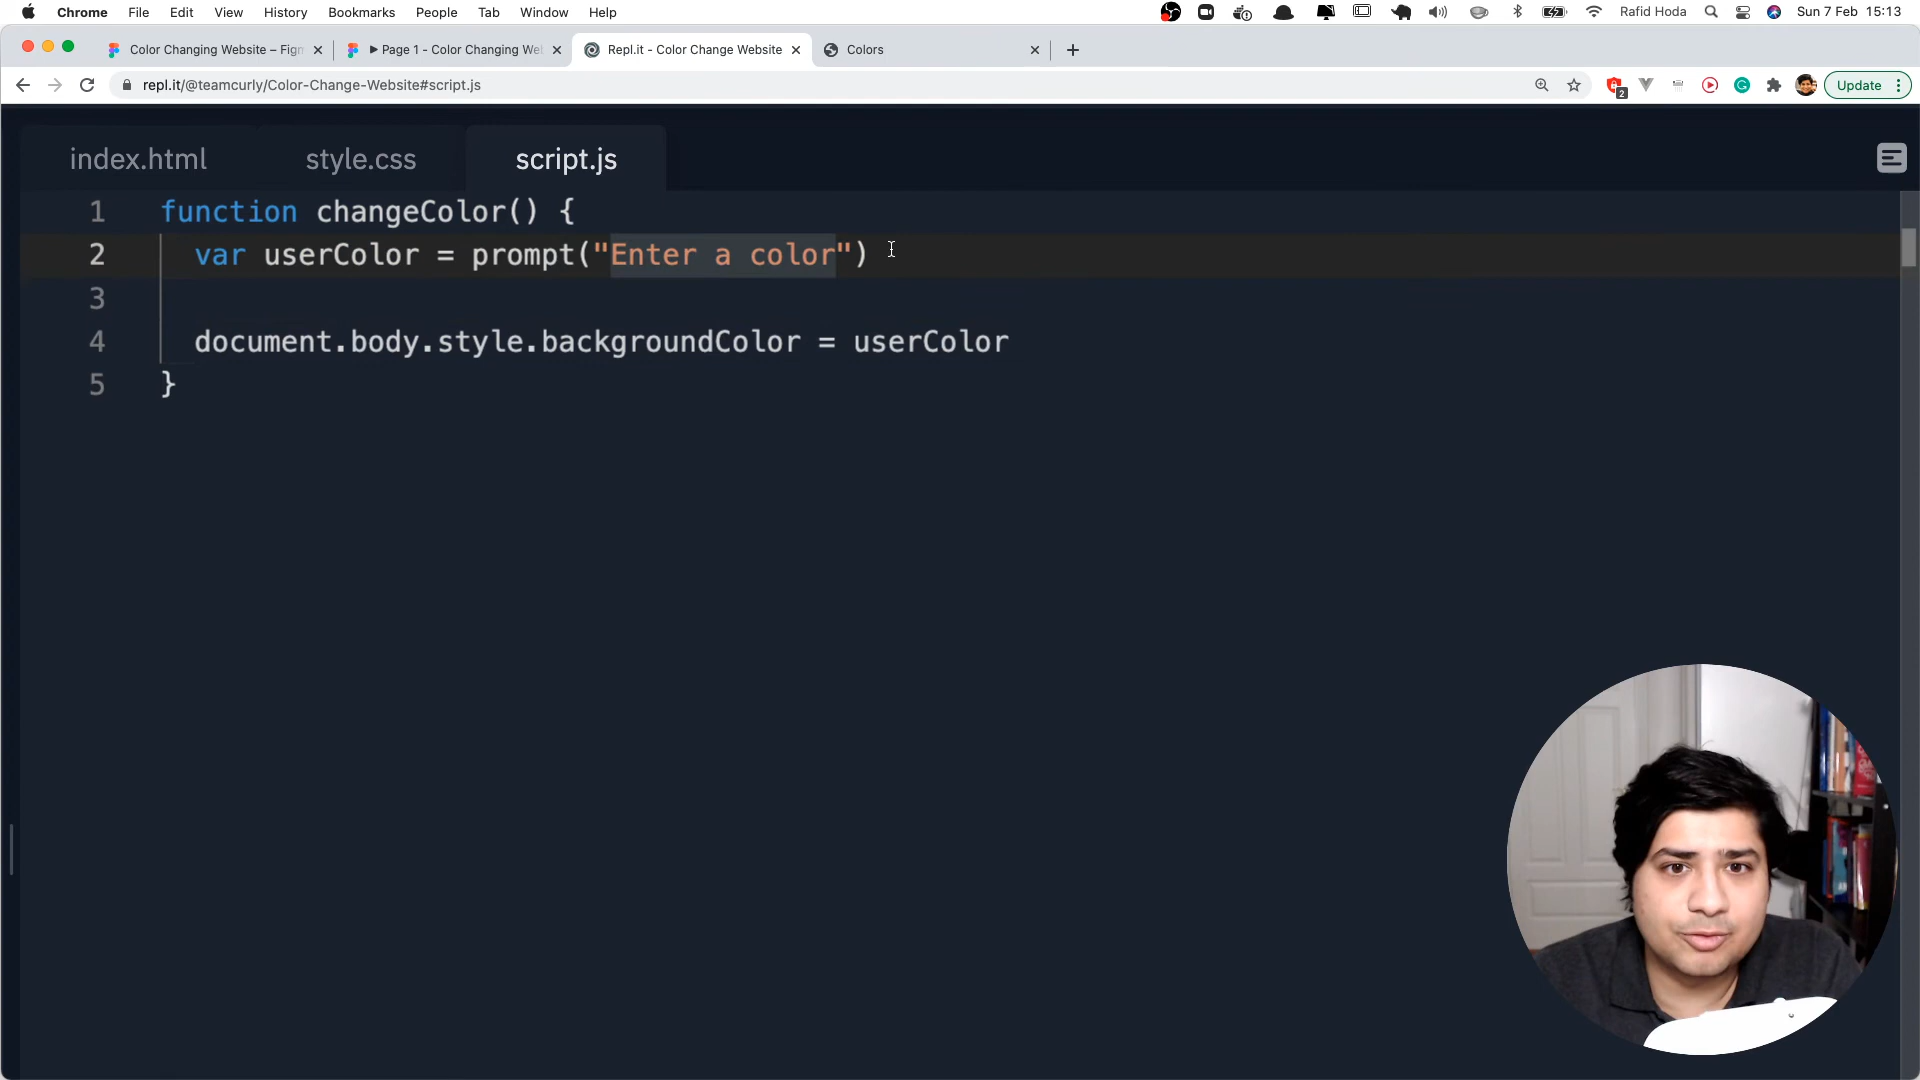 Chrome File Edit View History Bookmarks People Tab Window Help Rafid Hoda Sun 7 Feb 15:13
Color Changing Website – Figm Page 1 - Color Changing We Repl.it - Color Change Website Colors
repl.it/@teamcurly/Color-Change-Website#script.js 2 Update
index.html style.css script.js
1 function changeColor() {
2 var userColor = prompt("Enter a color")
3
4 document.body.style.backgroundColor = userColor
5 }